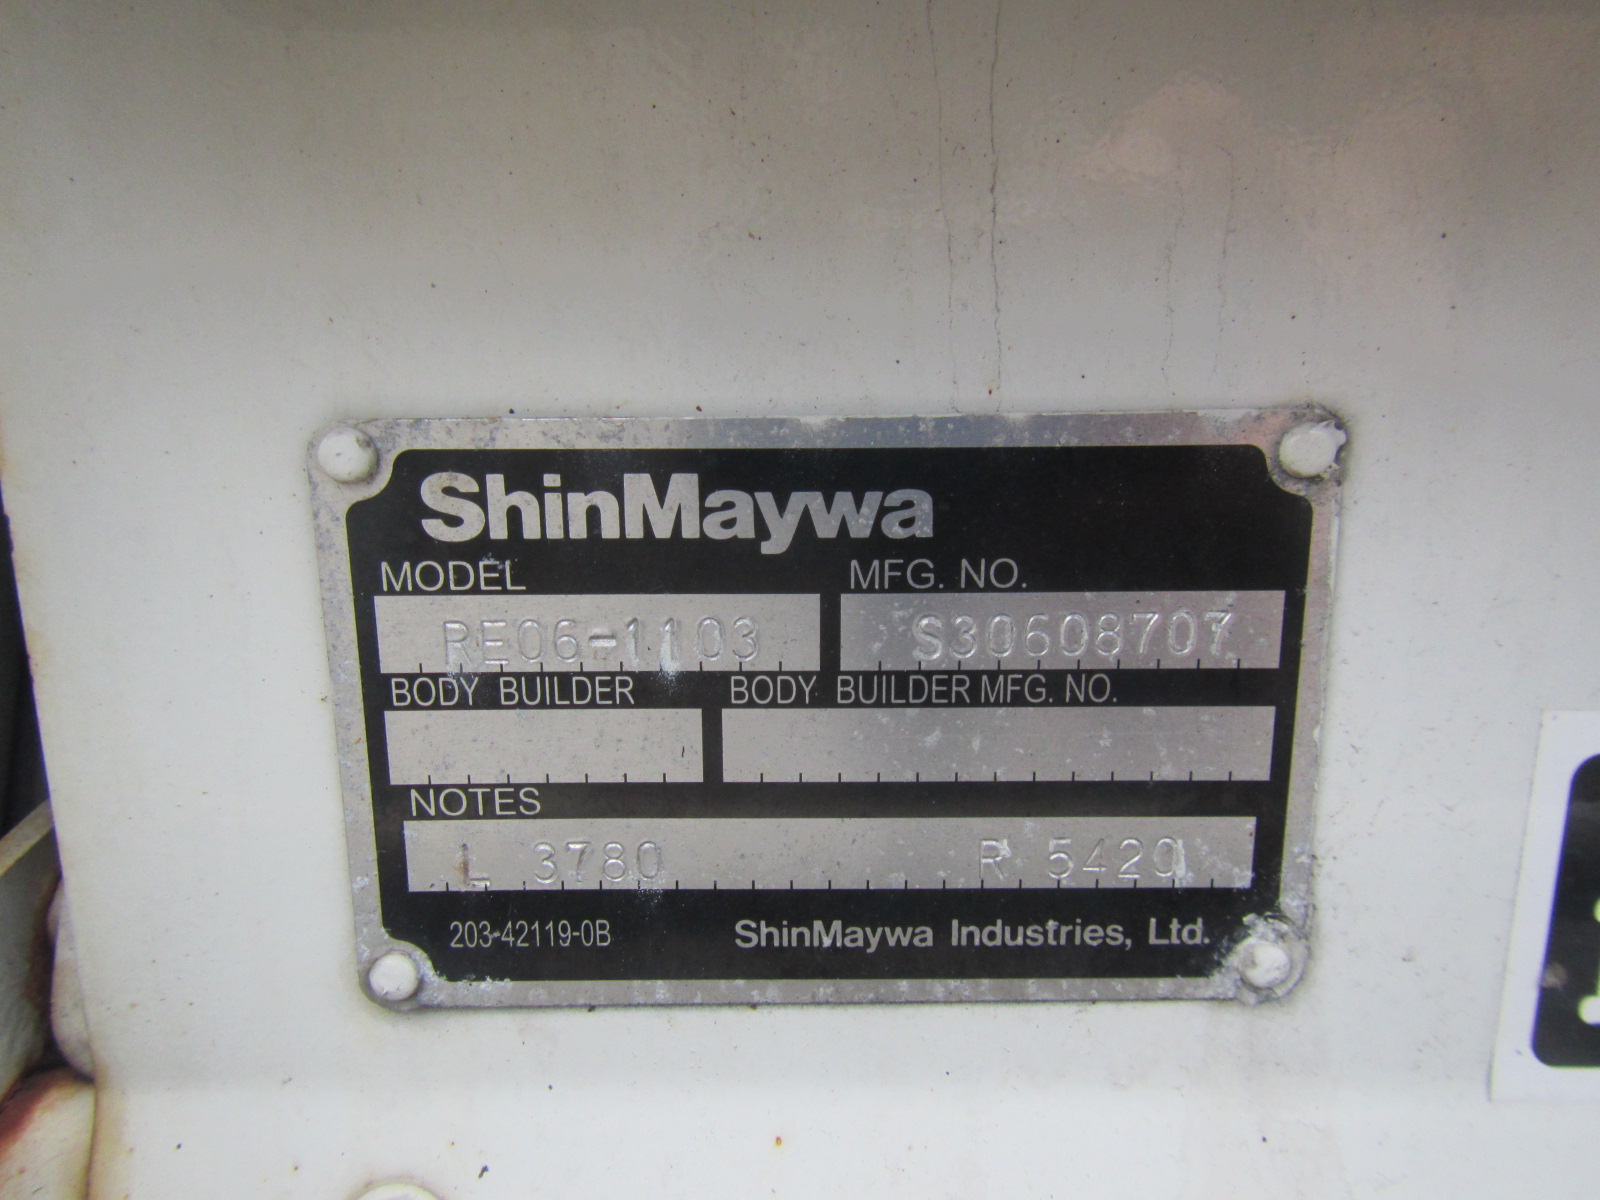 ShinMaywa
MODEL MFG. NO.
RE06-1103 S30608707
BODY BUILDER BODY BUILDER MFG. NO.
NOTES
L 3780 R 5420
203-42119-0B ShinMaywa Industries, Ltd.